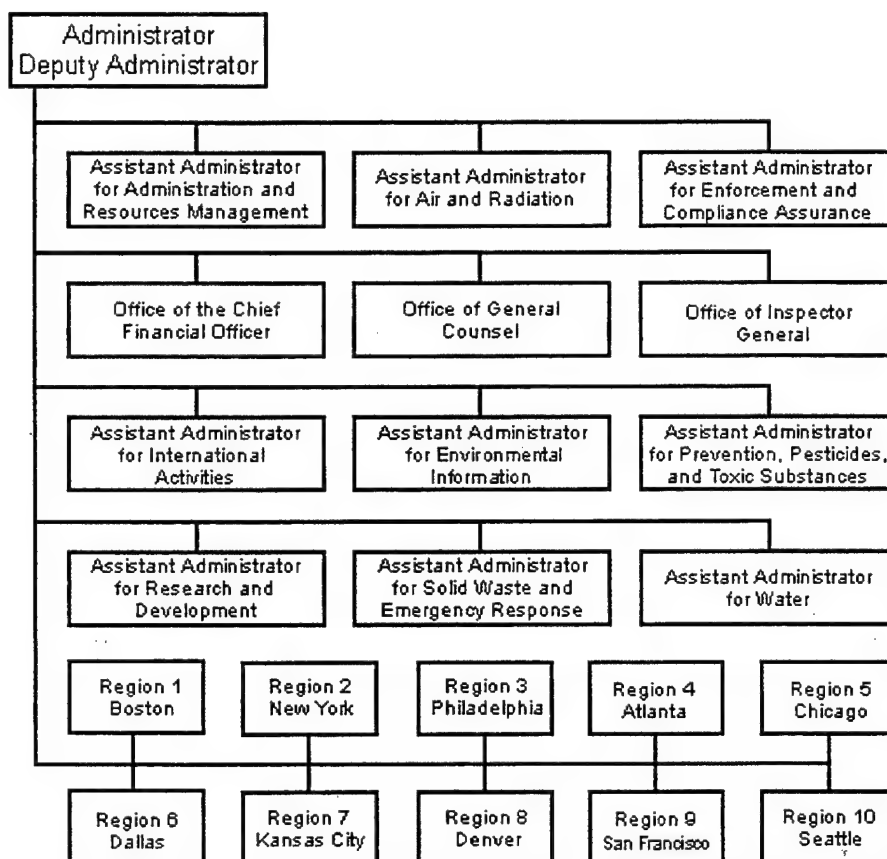 Administrator
Deputy Administrator
Assistant Administrator
for Administration and
Resources Management
Assistant Administrator
for Air and Radiation
Assistant Administrator
for Enforcement and
Compliance Assurance
Office of the Chief
Financial Officer
Office of General
Counsel
Office of Inspector
General
Assistant Administrator
for International
Activities
Assistant Administrator
for Environmental
Information
Assistant Administrator
for Prevention, Pesticides,
and Toxic Substances
Assistant Administrator
for Research and
Development
Assistant Administrator
for Solid Waste and
Emergency Response
Assistant Administrator
for Water
Region 1
Boston
Region 2
New York
Region 3
Philadelphia
Region 4
Atlanta
Region 5
Chicago
Region 6
Dallas
Region 7
Kansas City
Region 8
Denver
Region 9
San Francisco
Region 10
Seattle